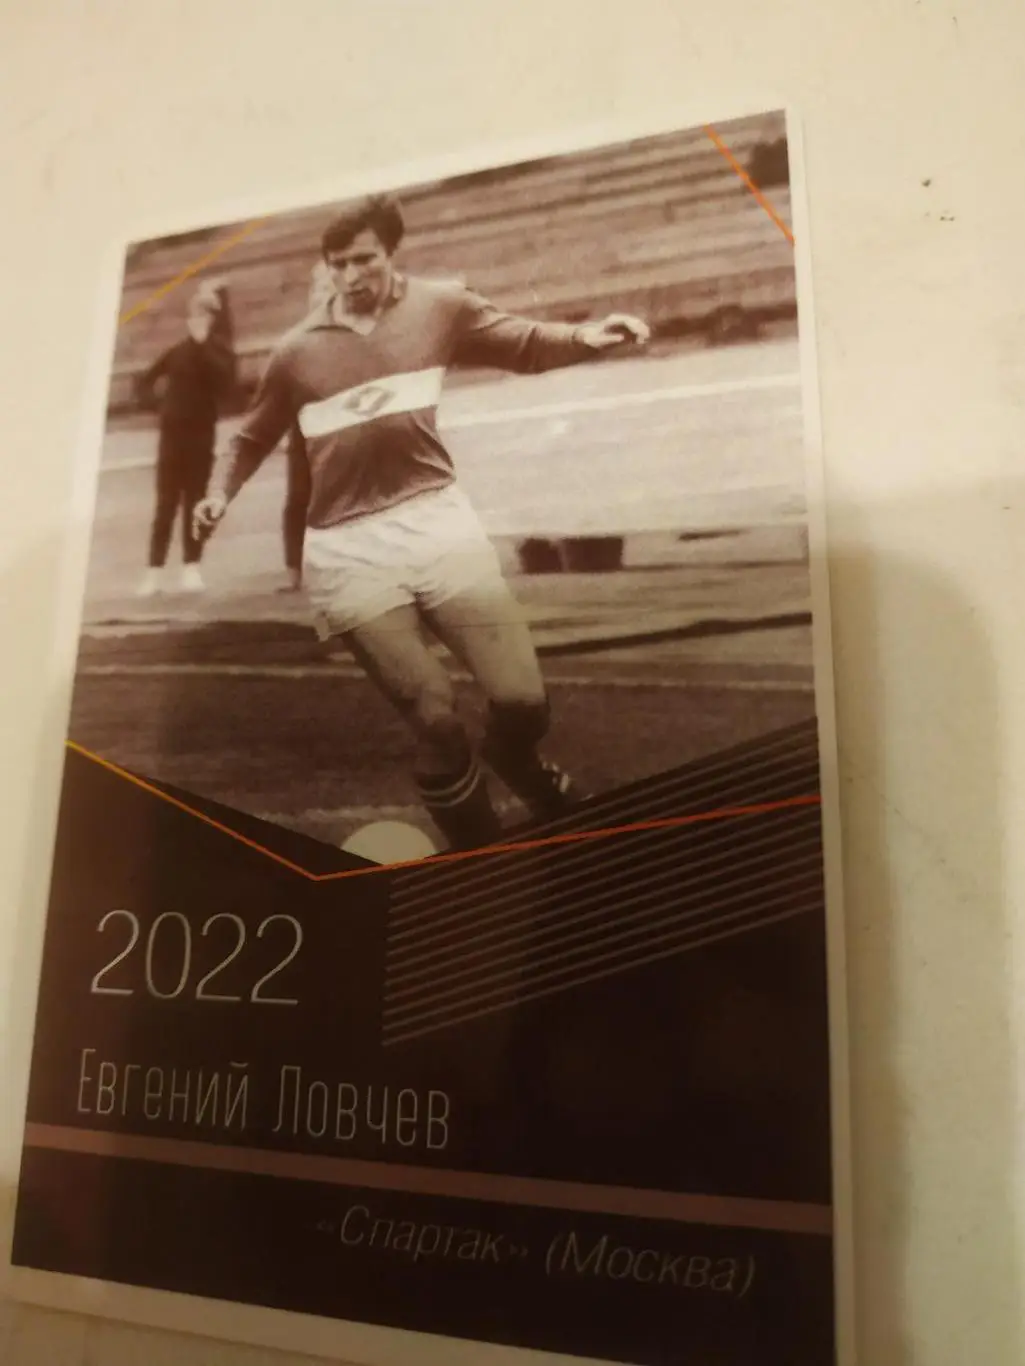 2022
Евгений Ловчев
«Спартак» (Москва)